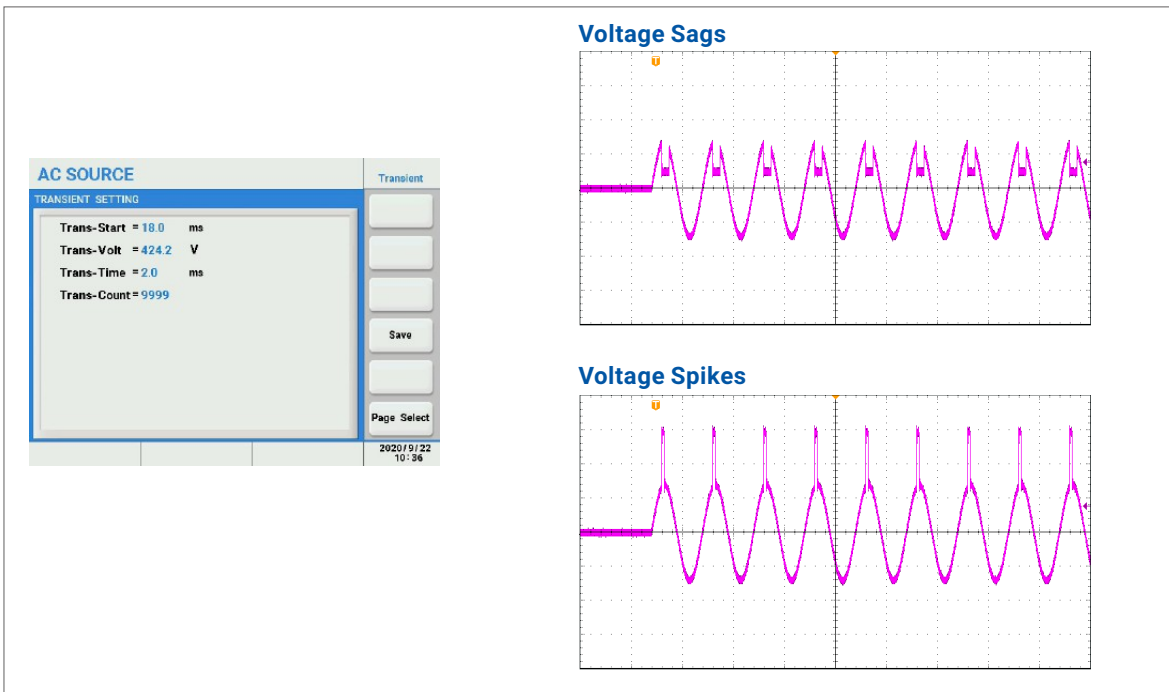 Voltage Sags
T
AC SOURCE
Transient
TRANSIENT SETTING
Trans-Start = 18.0 ms
Trans-Volt = 424.2 V
Trans-Time = 2.0 ms
Trans-Count = 9999
Save
Page Select
2020/9/22
10:36
Voltage Spikes
T